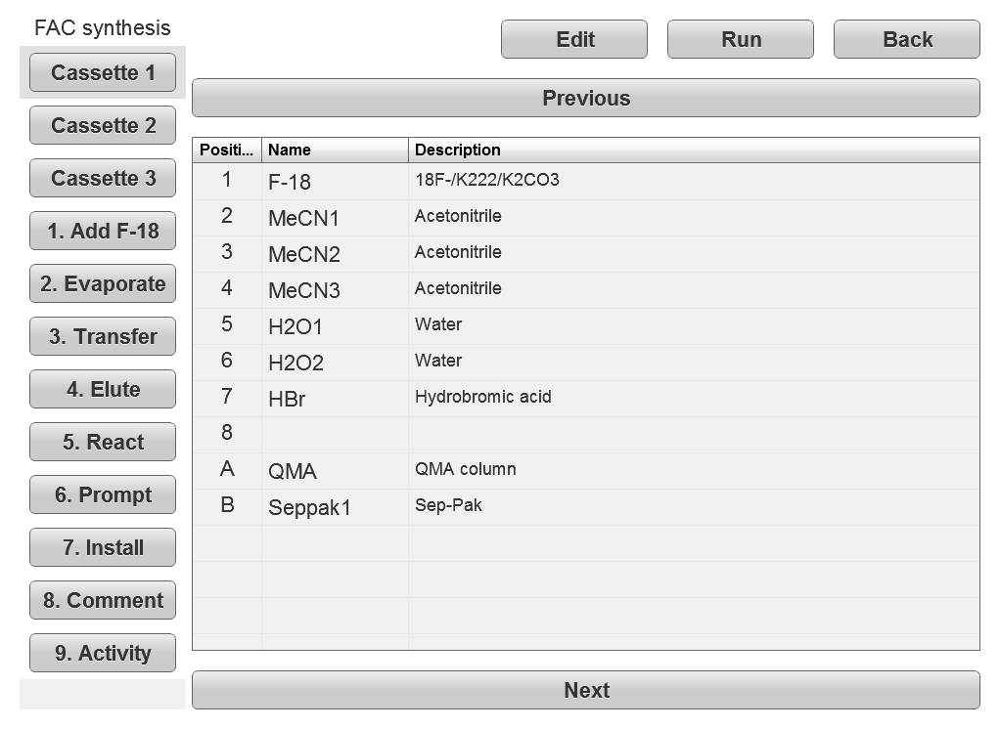 FAC synthesis
Edit
Run
Back
Cassette 1
Cassette 2
Cassette 3
1. Add F-18
2. Evaporate
3. Transfer
4. Elute
5. React
6. Prompt
7. Install
8. Comment
9. Activity
Previous
Positi... Name Description
1 F-18 18F-/K222/K2CO3
2 MeCN1 Acetonitrile
3 MeCN2 Acetonitrile
4 MeCN3 Acetonitrile
5 H2O1 Water
6 H2O2 Water
7 HBr Hydrobromic acid
8
A QMA QMA column
B Seppak1 Sep-Pak
Next